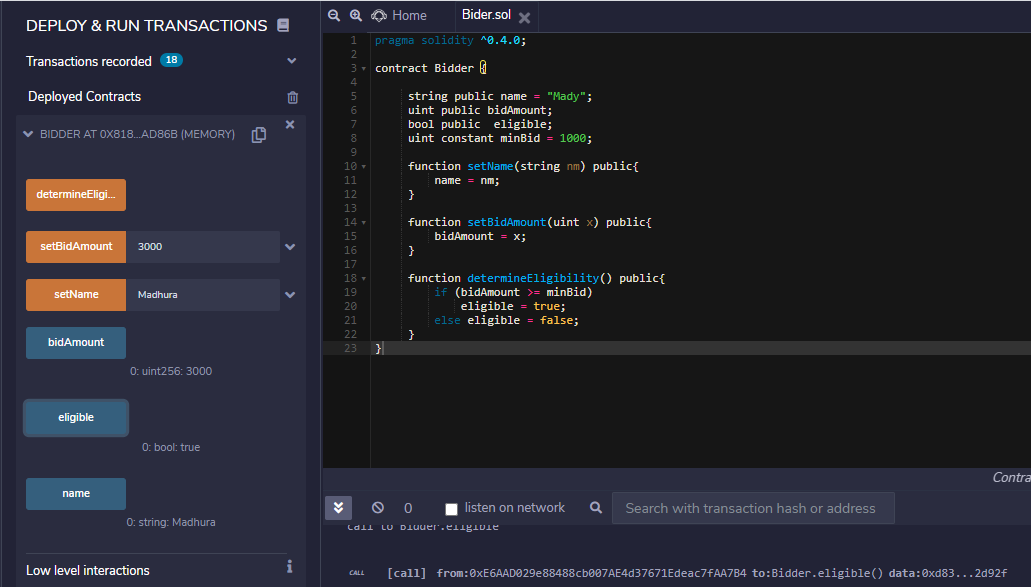 DEPLOY & RUN TRANSACTIONS
Transactions recorded 18
Deployed Contracts
BIDDER AT 0X818...AD86B (MEMORY)
determineEligi...
setBidAmount 3000
setName Madhura
bidAmount
0: uint256: 3000
eligible
0: bool: true
name
0: string: Madhura
Low level interactions
Home Bider.sol
1 pragma solidity ^0.4.0;
2
3 contract Bidder {
4
5 string public name = "Mady";
6 uint public bidAmount;
7 bool public  eligible;
8 uint constant minBid = 1000;
9
10 function setName(string nm) public{
11 name = nm;
12 }
13
14 function setBidAmount(uint x) public{
15 bidAmount = x;
16 }
17
18 function determineEligibility() public{
19 if (bidAmount >= minBid)
20 eligible = true;
21 else eligible = false;
22 }
23 }
Contra
0 listen on network Search with transaction hash or address
call to Bidder.eligible
CALL [call] from:0xE6AAD029e88488cb007AE4d37671Edeac7fAA7B4 to:Bidder.eligible() data:0xd83...2d92f